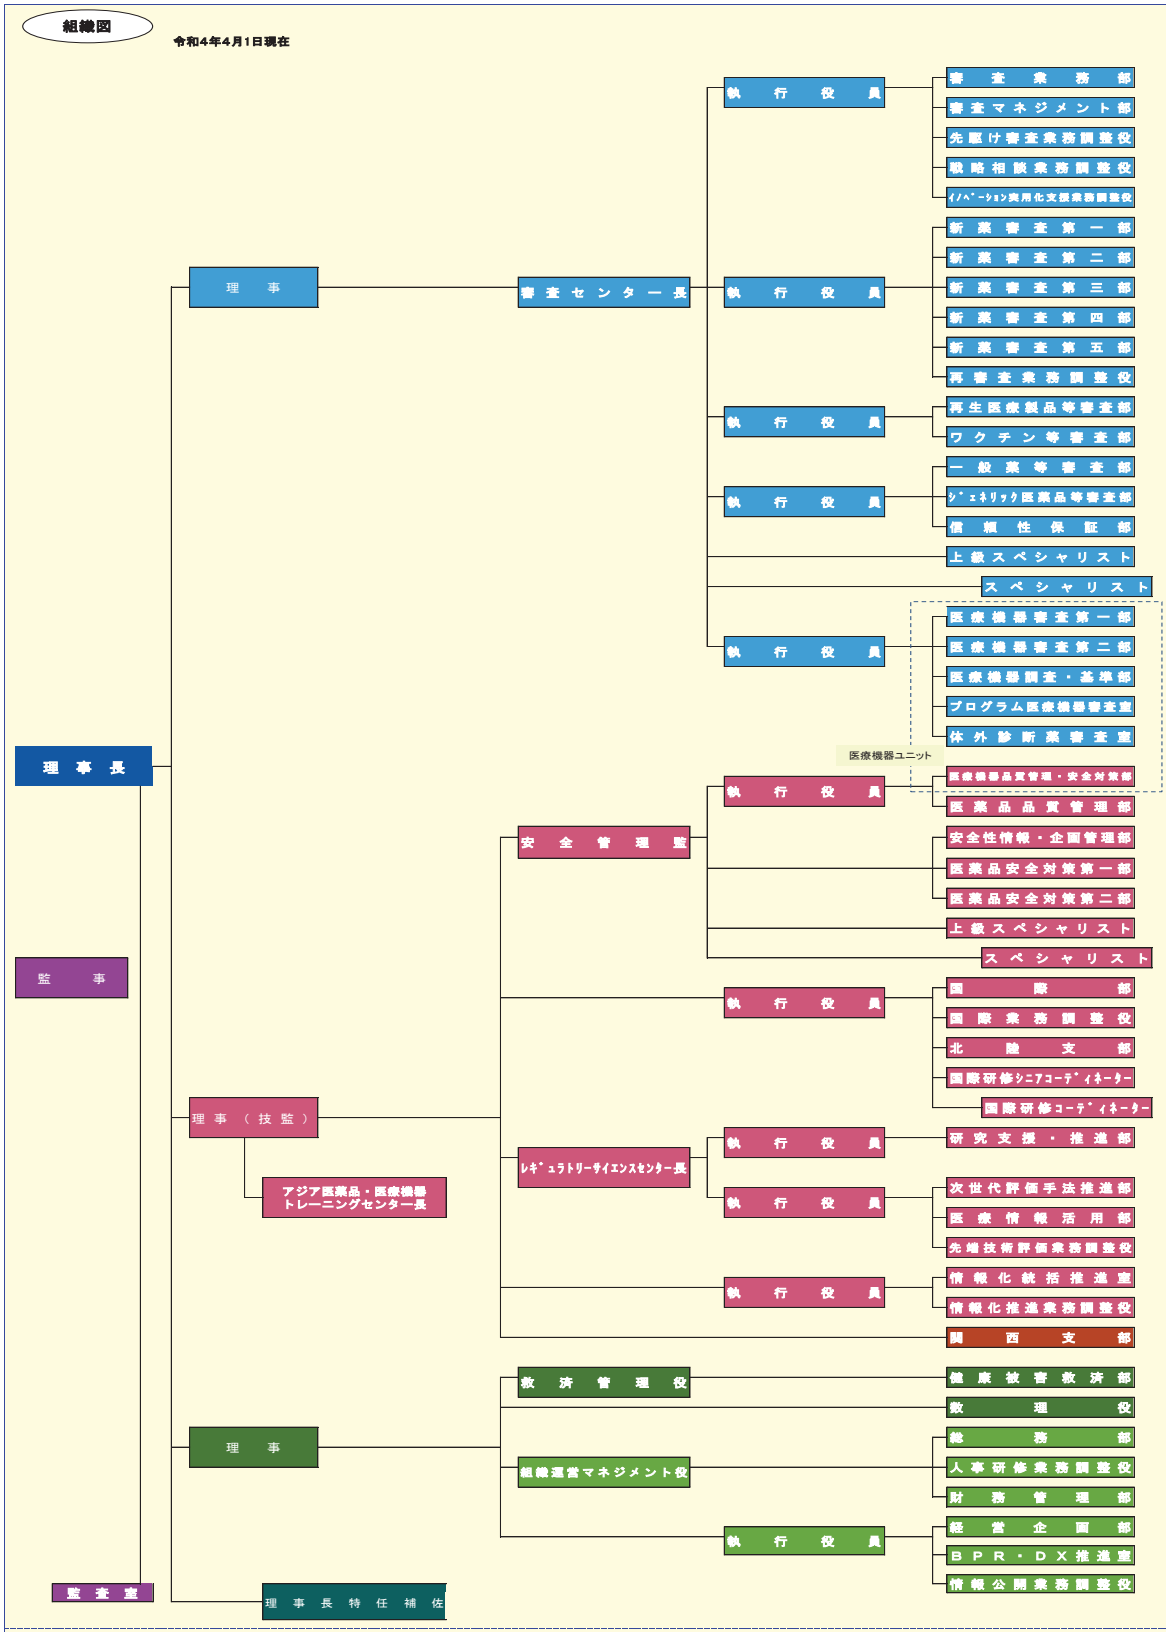 組織図
令和4年4月1日現在
執行役員
審査業務部
審査マネジメント部
先駆け審査業務調整役
戦略相談業務調整役
イノベーション実用化支援業務調整役
理事
審査センター長
執行役員
新薬審査第一部
新薬審査第二部
新薬審査第三部
新薬審査第四部
新薬審査第五部
再審査業務調整役
執行役員
再生医療製品等審査部
ワクチン等審査部
執行役員
一般薬等審査部
ジェネリック医薬品等審査部
信頼性保証部
上級スペシャリスト
スペシャリスト
執行役員
医療機器審査第一部
医療機器審査第二部
医療機器調査・基準部
プログラム医療機器審査室
体外診断薬審査室
医療機器ユニット
理事長
安全管理監
執行役員
医療機器品質管理・安全対策部
医薬品品質管理部
安全性情報・企画管理部
医薬品安全対策第一部
医薬品安全対策第二部
上級スペシャリスト
スペシャリスト
監事
執行役員
国際部
国際業務調整役
北陸支部
国際研修シニアコーディネーター
国際研修コーディネーター
理事(技監)
アジア医薬品・医療機器
トレーニングセンター長
レギュラトリーサイエンスセンター長
執行役員
研究支援・推進部
執行役員
次世代評価手法推進部
医療情報活用部
先端技術評価業務調整役
執行役員
情報化統括推進室
情報化推進業務調整役
関西支部
理事
救済管理役
健康被害救済部
数理役
組織運営マネジメント役
総務部
人事研修業務調整役
財務管理部
執行役員
経営企画部
BPR・DX推進室
情報公開業務調整役
監査室
理事長特任補佐